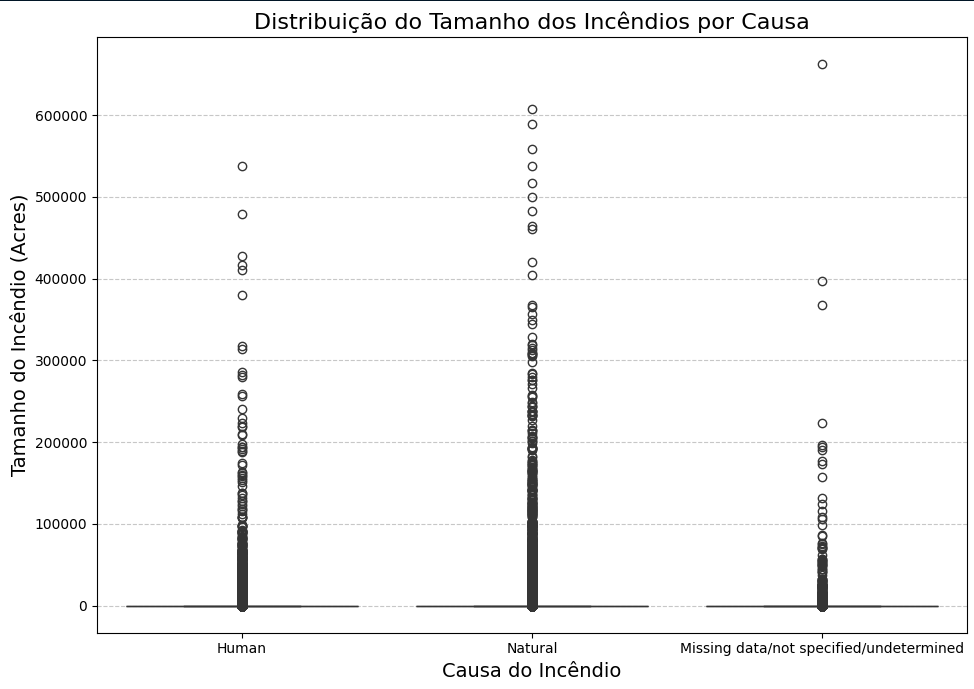 Distribuição do Tamanho dos Incêndios por Causa
Tamanho do Incêndio (Acres)
600000
500000
400000
300000
200000
100000
0
Human
Natural
Missing data/not specified/undetermined
Causa do Incêndio